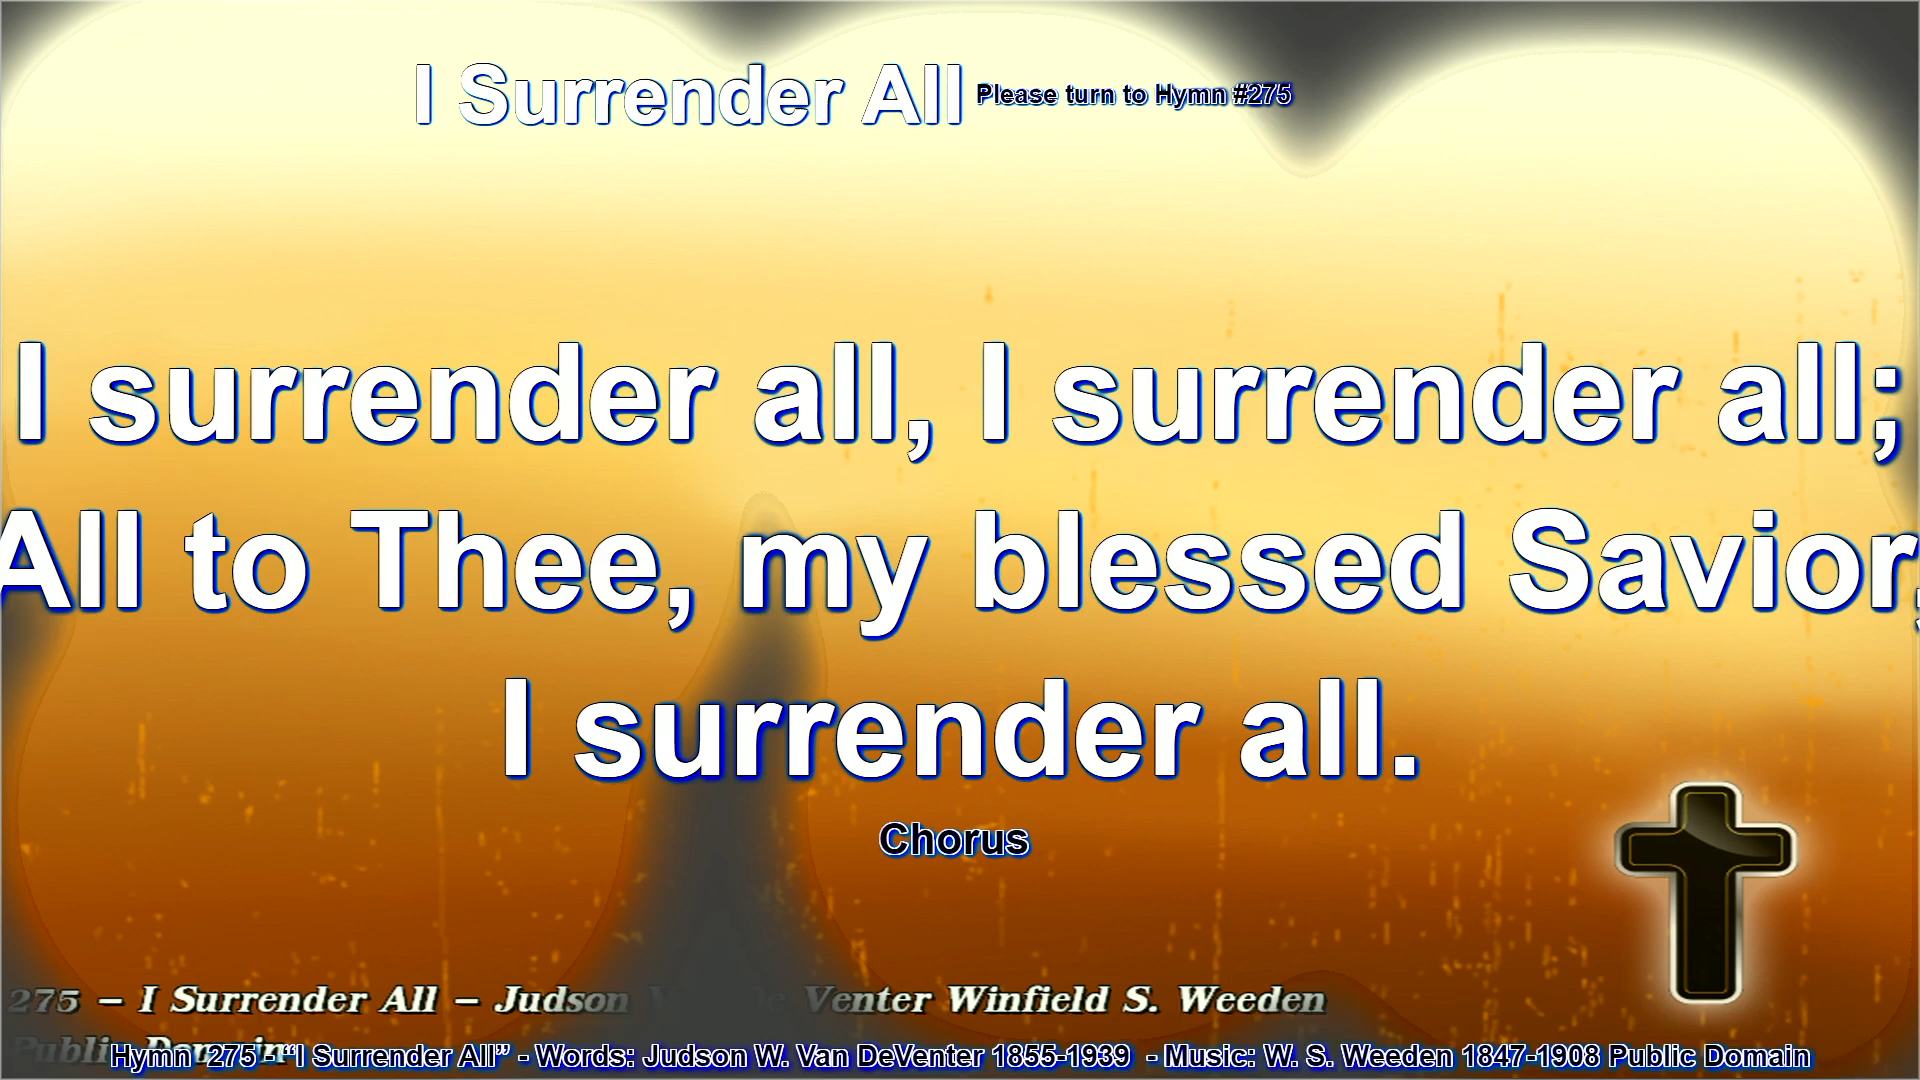 I Surrender All Please turn to Hymn #275
I surrender all, I surrender all;
All to Thee, my blessed Savior,
I surrender all.
Chorus
275 – I Surrender All – Judson Venter Winfield S. Weeden
Public Domain
Hymn 275 - “I Surrender All” - Words: Judson W. Van DeVenter 1855-1939 - Music: W. S. Weeden 1847-1908 Public Domain